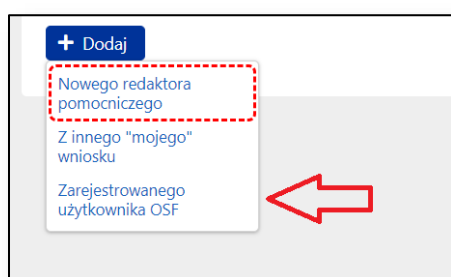 + Dodaj
Nowego redaktora
pomocniczego
Z innego "mojego"
wniosku
Zarejestrowanego
użytkownika OSF